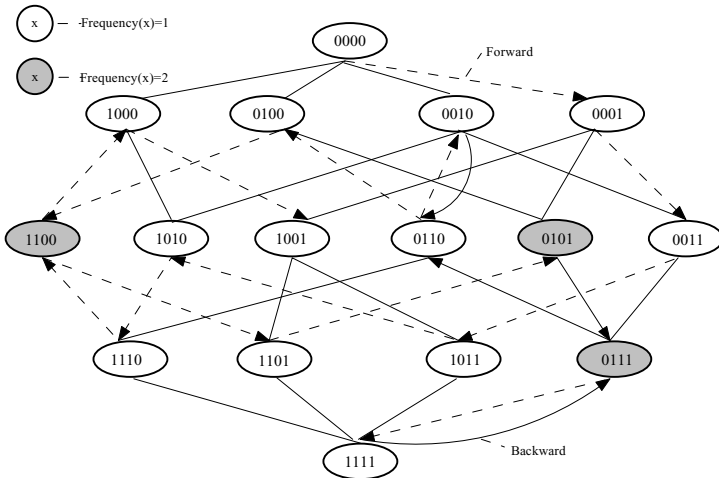 x - Frequency(x)=1
0000
Forward
x - Frequency(x)=2
1000 0100 0010 0001
1100 1010 1001 0110 0101 0011
1110 1101 1011 0111
Backward
1111